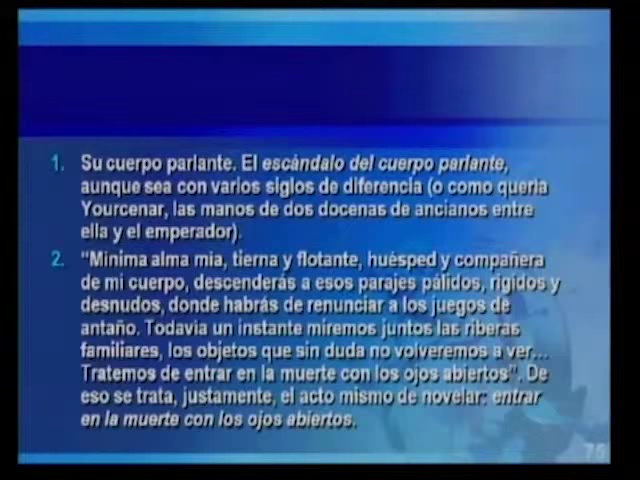 1. Su cuerpo parlante. El escándalo del cuerpo parlante,
aunque sea con varios siglos de diferencia (o como quería
Yourcenar, las manos de dos docenas de ancianos entre
ella y el emperador).
2. "Mínima alma mía, tierna y flotante, huésped y compañera
de mi cuerpo, descenderás a esos parajes pálidos, rígidos y
desnudos, donde habrás de renunciar a los juegos de
antaño. Todavía un instante miremos juntos las riberas
familiares, los objetos que sin duda no volveremos a ver...
Tratemos de entrar en la muerte con los ojos abiertos". De
eso se trata, justamente, el acto mismo de novelar: entrar
en la muerte con los ojos abiertos.